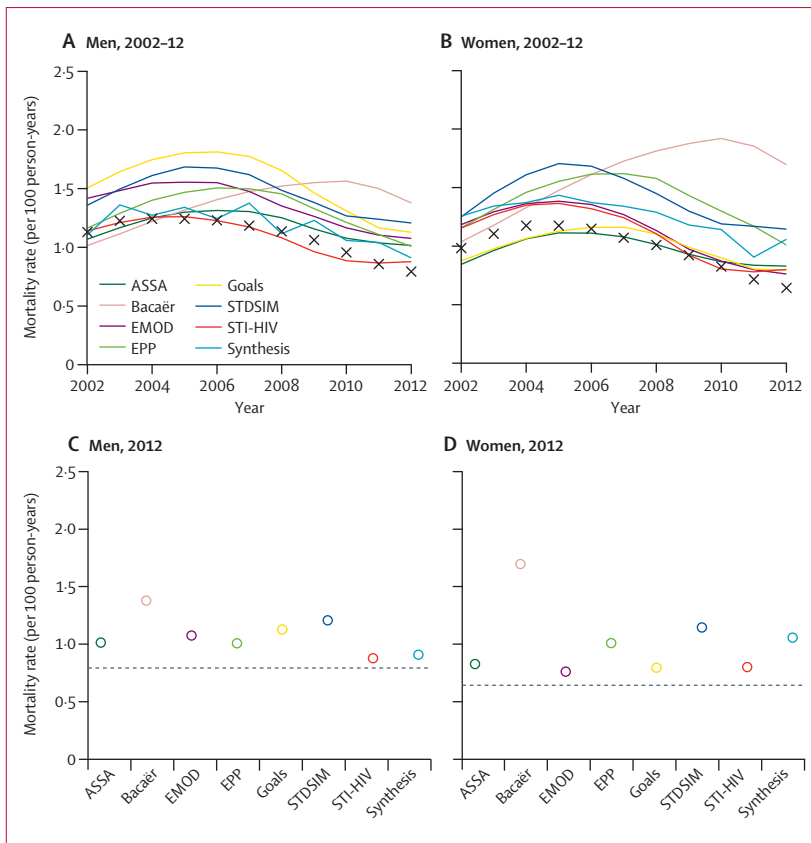 A Men, 2002–12
B Women, 2002–12
Mortality rate (per 100 person-years)
2·5
2·0
1·5
1·0
0·5
0
ASSA
Bacaër
EMOD
EPP
Goals
STDSIM
STI-HIV
Synthesis
2002 2004 2006 2008 2010 2012
Year
2002 2004 2006 2008 2010 2012
Year
C Men, 2012
D Women, 2012
Mortality rate (per 100 person-years)
2·5
2·0
1·5
1·0
0·5
0
ASSA
Bacaër
EMOD
EPP
Goals
STDSIM
STI-HIV
Synthesis
ASSA
Bacaër
EMOD
EPP
Goals
STDSIM
STI-HIV
Synthesis